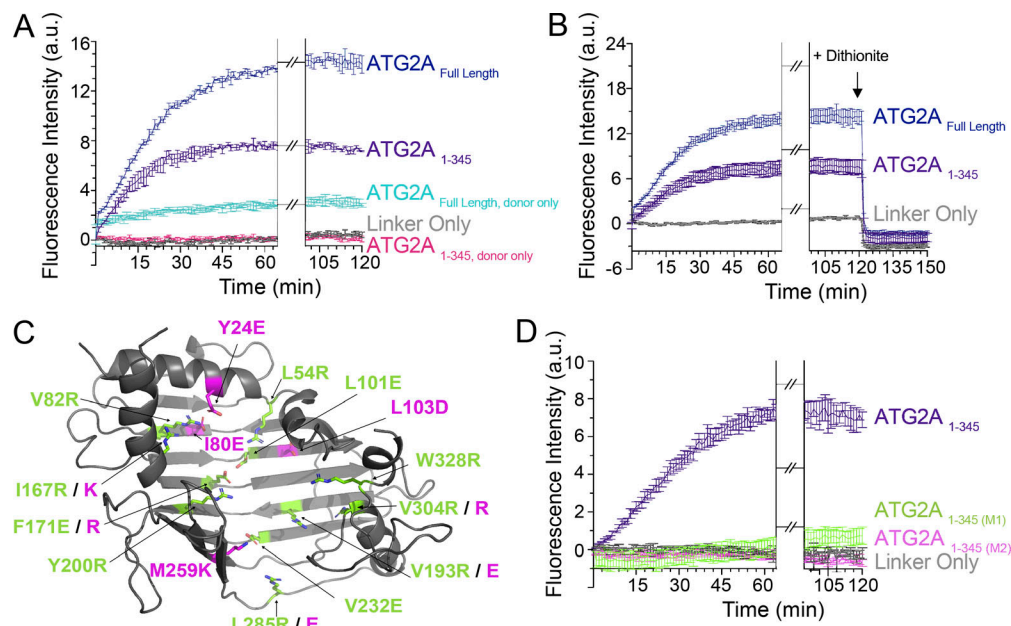 A
Fluorescence Intensity (a.u.)
16
12
8
4
0
15 30 45 60 105 120
Time (min)
ATG2A Full Length
ATG2A 1-345
ATG2A Full Length, donor only
Linker Only
ATG2A 1-345, donor only
B
Fluorescence Intensity (a.u.)
24
18
12
6
0
-6
15 30 45 60 105 120 135 150
Time (min)
+ Dithionite
ATG2A Full Length
ATG2A 1-345
Linker Only
C
Y24E
L54R
V82R
L101E
L103D
I80E
W328R
I167R / K
V304R / R
F171E / R
Y200R
M259K
V193R / E
V232E
L285R / E
D
Fluorescence Intensity (a.u.)
10
8
6
4
2
0
15 30 45 60 105 120
Time (min)
ATG2A 1-345
ATG2A 1-345 (M1)
ATG2A 1-345 (M2)
Linker Only